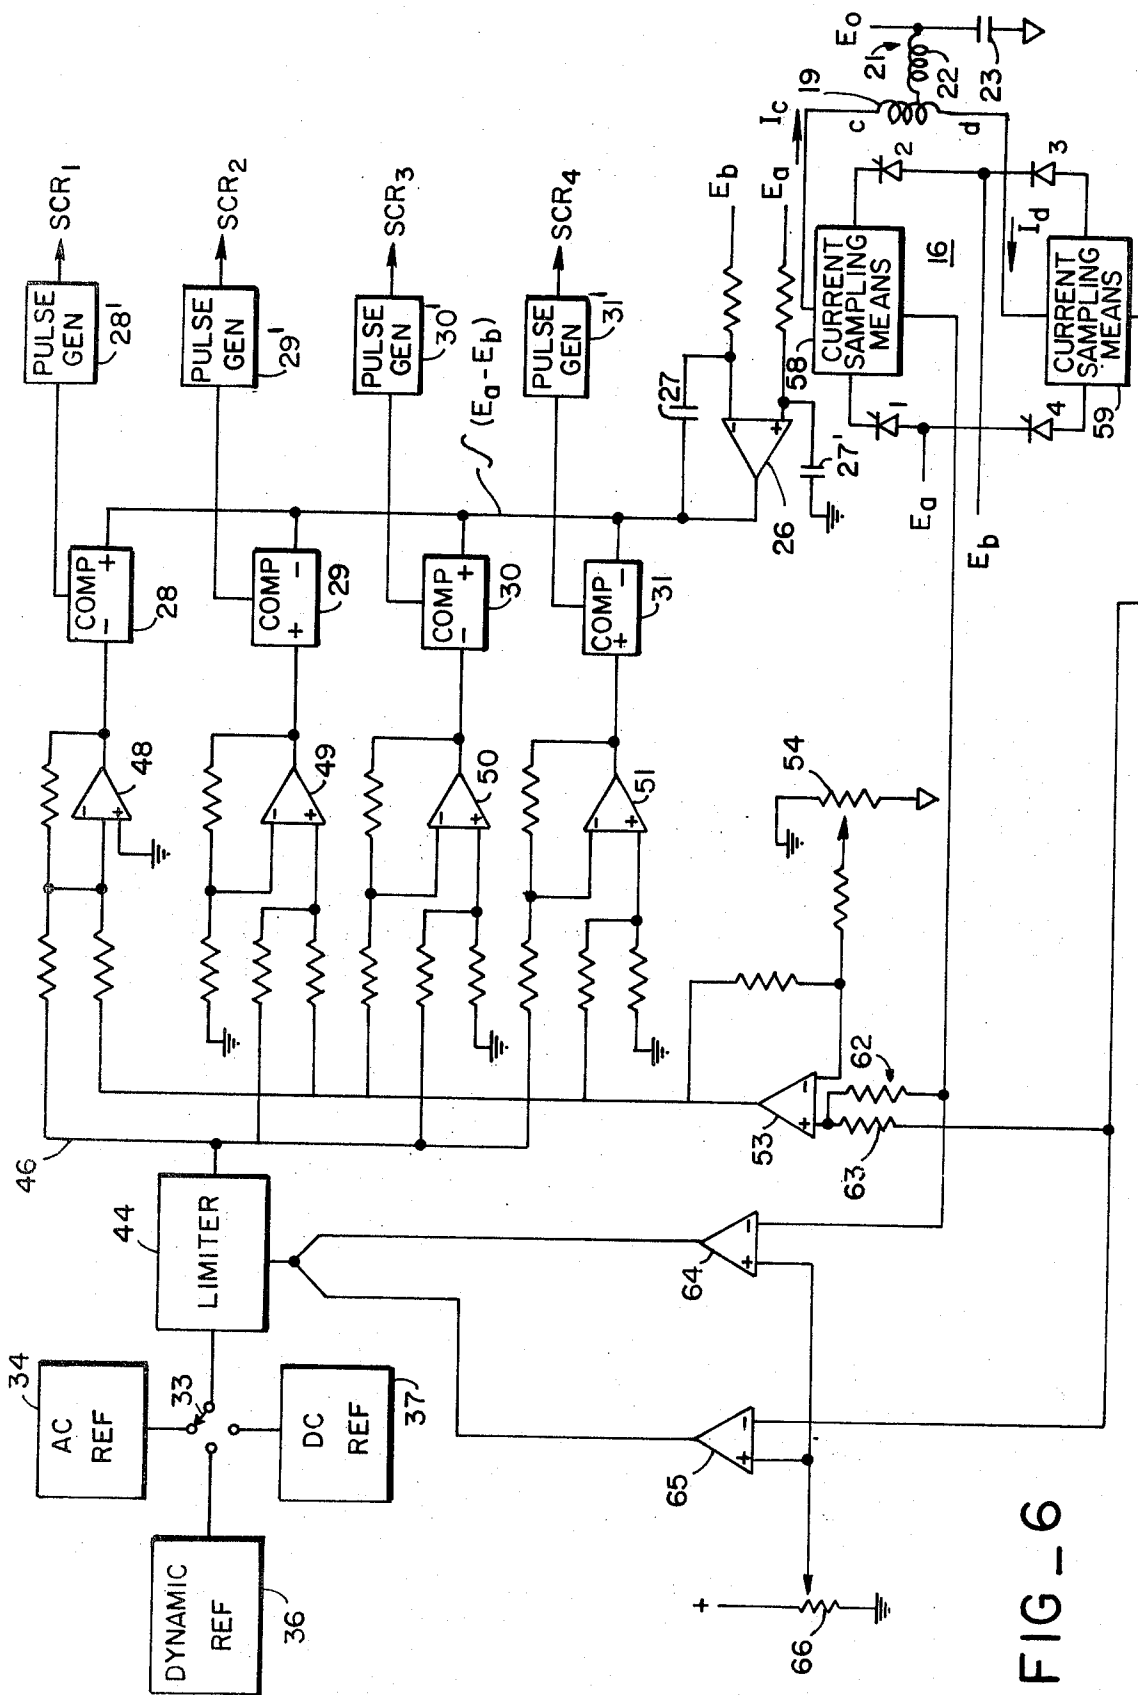 DYNAMIC
REF
36
AC
REF
34
33
DC
REF
37
LIMITER
44
46
48
49
50
51
- +
- +
- +
- +
COMP
- +
28
COMP
+ -
29
COMP
- +
30
COMP
+ -
31
PULSE
GEN
28'
SCR1
PULSE
GEN
29'
SCR2
PULSE
GEN
30'
SCR3
PULSE
GEN
31'
SCR4
∫ (Ea - Eb)
27
Eb
Ea
- +
26
27'
Ic
58
CURRENT
SAMPLING
MEANS
16
1
2
3
4
Ea
Eb
Id
CURRENT
SAMPLING
MEANS
59
c
d
19
21
22
23
Eo
54
53
+ -
62
63
64
+ -
65
+ -
66
+
FIG_6